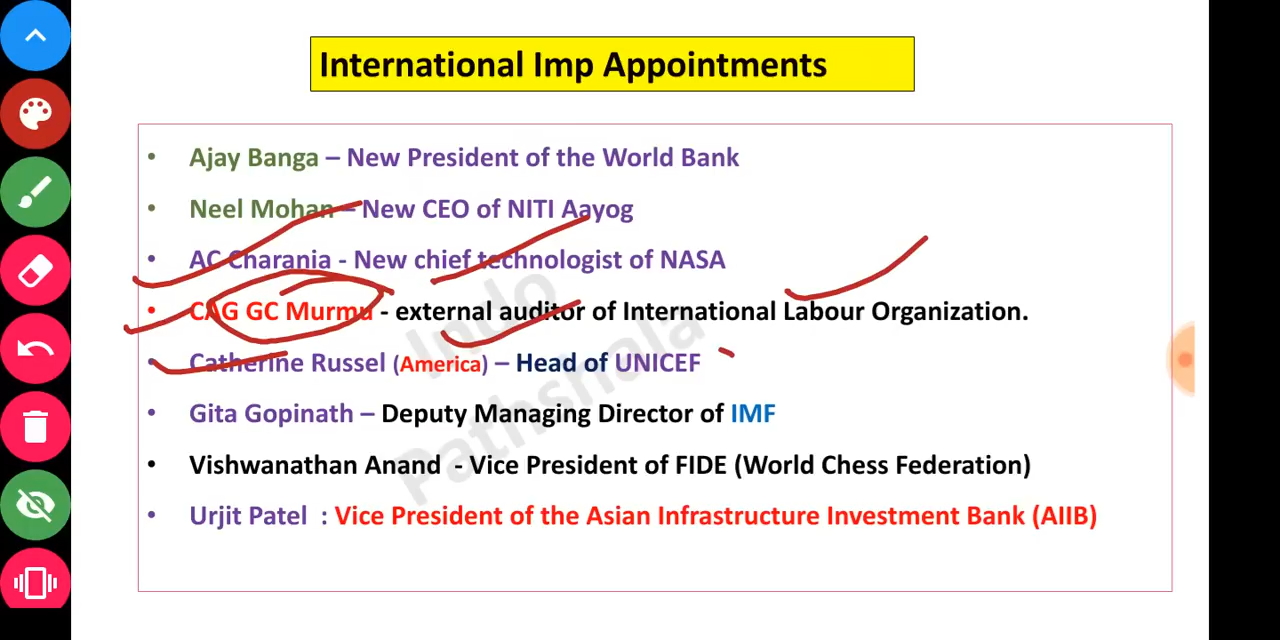 International Imp Appointments
• Ajay Banga – New President of the World Bank
• Neel Mohan – New CEO of NITI Aayog
• AC Charania - New chief technologist of NASA
• CAG GC Murmu - external auditor of International Labour Organization.
• Catherine Russel (America) – Head of UNICEF
• Gita Gopinath – Deputy Managing Director of IMF
• Vishwanathan Anand - Vice President of FIDE (World Chess Federation)
• Urjit Patel : Vice President of the Asian Infrastructure Investment Bank (AIIB)
Indo
Pathshala